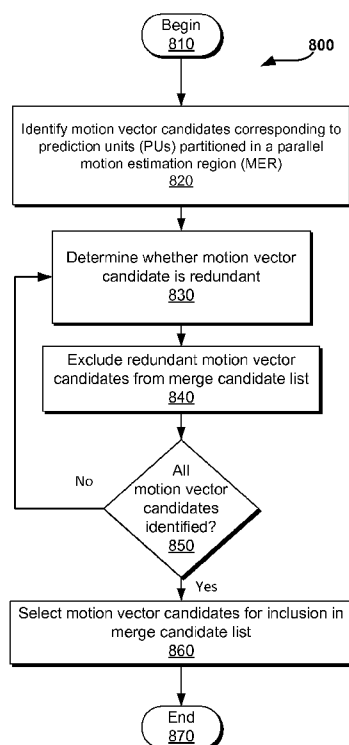 Begin
810
800
Identify motion vector candidates corresponding to
prediction units (PUs) partitioned in a parallel
motion estimation region (MER)
820
Determine whether motion vector
candidate is redundant
830
Exclude redundant motion vector
candidates from merge candidate list
840
All
motion vector
candidates
identified?
850
No
Yes
Select motion vector candidates for inclusion in
merge candidate list
860
End
870